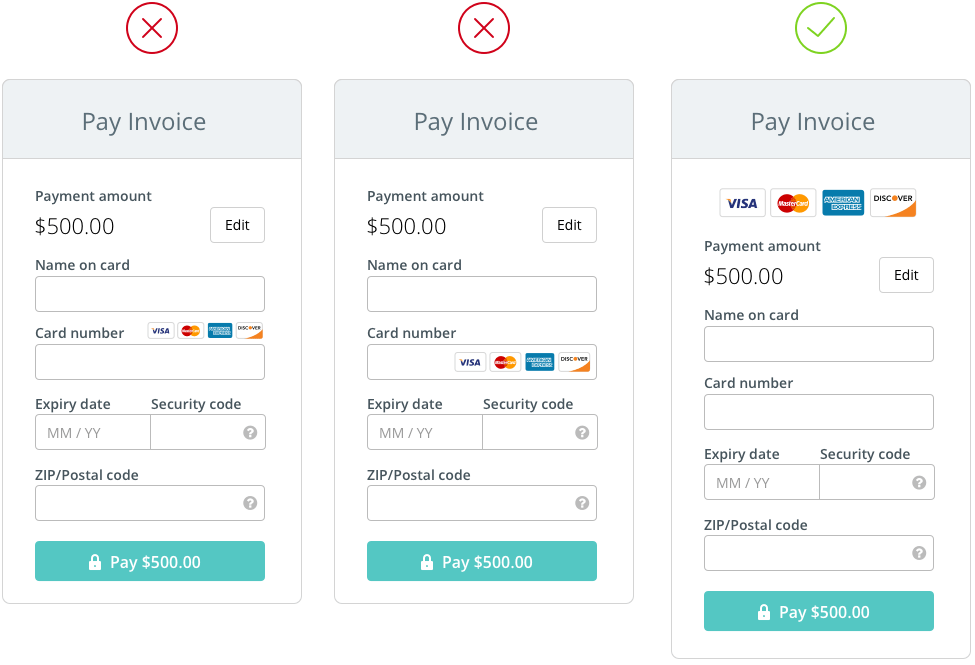 Pay Invoice
Payment amount
$500.00 Edit
Name on card
Card number VISA MasterCard AMERICAN EXPRESS DISCOVER
Expiry date Security code
MM / YY ?
ZIP/Postal code
?
Pay $500.00
Pay Invoice
Payment amount
$500.00 Edit
Name on card
Card number
VISA MasterCard AMERICAN EXPRESS DISCOVER
Expiry date Security code
MM / YY ?
ZIP/Postal code
?
Pay $500.00
Pay Invoice
VISA MasterCard AMERICAN EXPRESS DISCOVER
Payment amount
$500.00 Edit
Name on card
Card number
Expiry date Security code
MM / YY ?
ZIP/Postal code
?
Pay $500.00